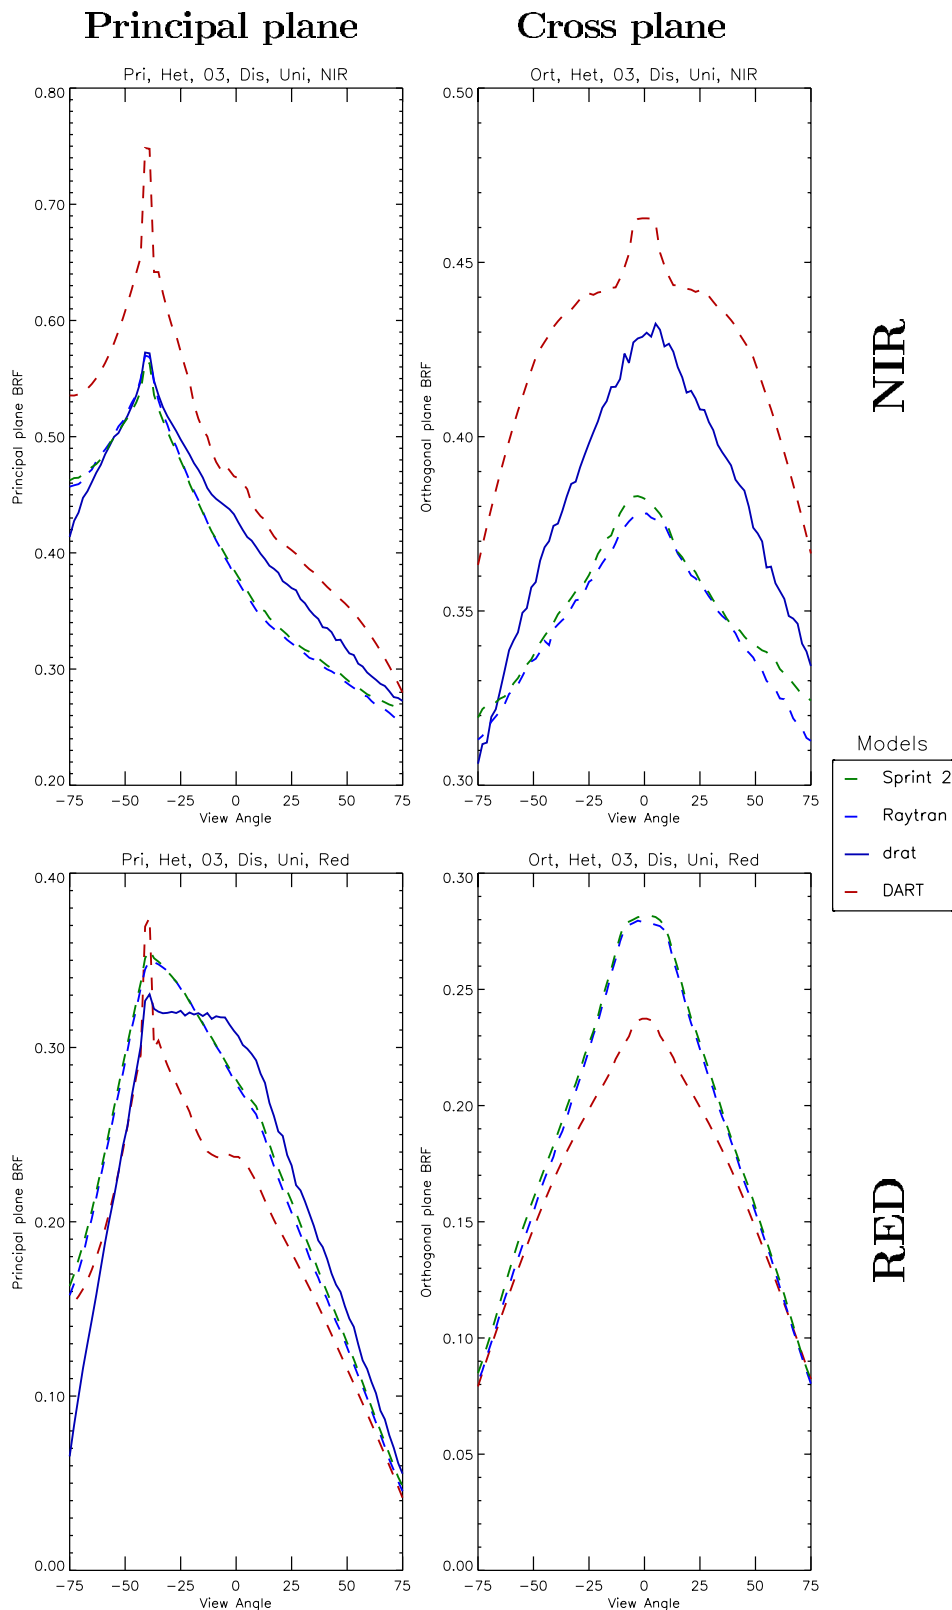 Principal plane
Cross plane
Pri, Het, 03, Dis, Uni, NIR
0.80
0.70
0.60
0.50
0.40
0.30
0.20
Principal plane BRF
−75 −50 −25 0 25 50 75
View Angle
Ort, Het, 03, Dis, Uni, NIR
0.50
0.45
0.40
0.35
0.30
Orthogonal plane BRF
−75 −50 −25 0 25 50 75
View Angle
NIR
Models
Sprint 2
Raytran
drat
DART
Pri, Het, 03, Dis, Uni, Red
0.40
0.30
0.20
0.10
0.00
Principal plane BRF
−75 −50 −25 0 25 50 75
View Angle
Ort, Het, 03, Dis, Uni, Red
0.30
0.25
0.20
0.15
0.10
0.05
0.00
Orthogonal plane BRF
−75 −50 −25 0 25 50 75
View Angle
RED